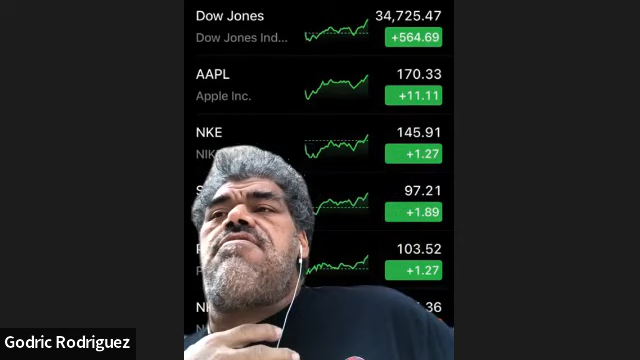 Dow Jones 34,725.47
Dow Jones Ind... +564.69
AAPL 170.33
Apple Inc. +11.11
NKE 145.91
+1.27
97.21
+1.89
103.52
+1.27
.36
Godric Rodriguez